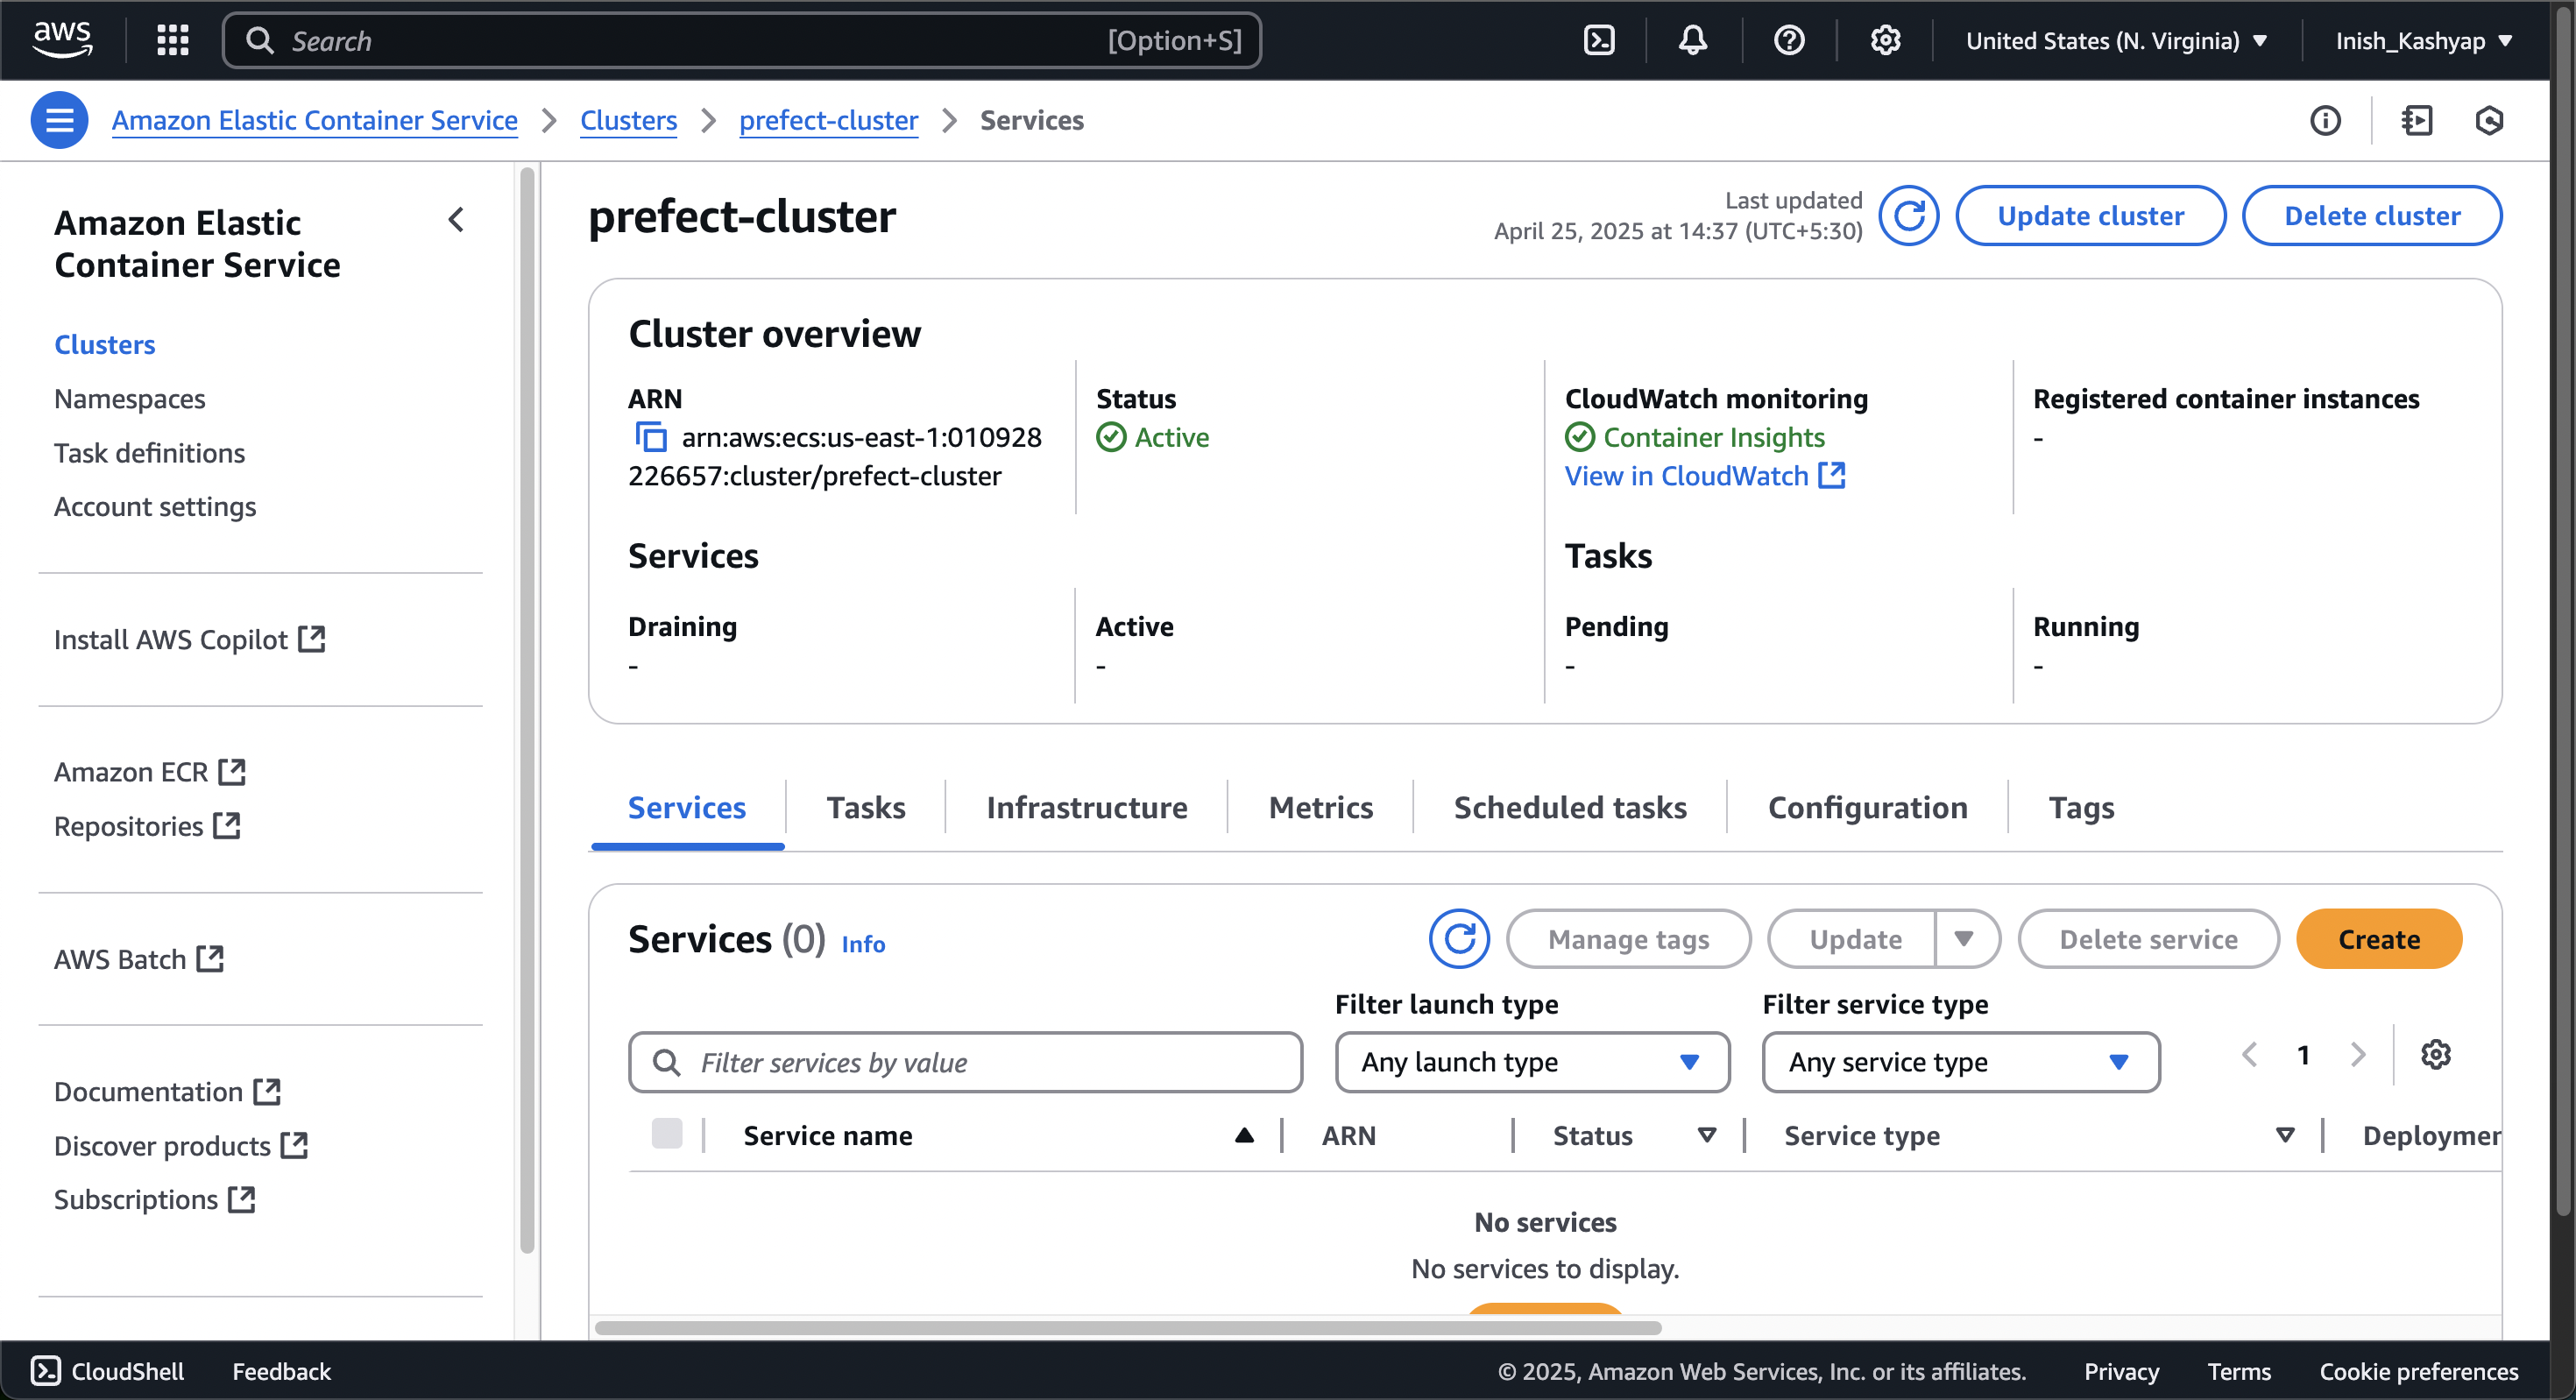 aws
Search [Option+S]
United States (N. Virginia)
Inish_Kashyap
Amazon Elastic Container Service
Clusters
prefect-cluster
Services
Amazon Elastic
Container Service
Clusters
Namespaces
Task definitions
Account settings
Install AWS Copilot
Amazon ECR
Repositories
AWS Batch
Documentation
Discover products
Subscriptions
prefect-cluster
Last updated
April 25, 2025 at 14:37 (UTC+5:30)
Update cluster
Delete cluster
Cluster overview
ARN
arn:aws:ecs:us-east-1:010928
226657:cluster/prefect-cluster
Status
Active
CloudWatch monitoring
Container Insights
View in CloudWatch
Registered container instances
-
Services
Draining
-
Active
-
Tasks
Pending
-
Running
-
Services
Tasks
Infrastructure
Metrics
Scheduled tasks
Configuration
Tags
Services (0) Info
Manage tags
Update
Delete service
Create
Filter launch type
Filter service type
Filter services by value
Any launch type
Any service type
1
Service name
ARN
Status
Service type
Deploymen
No services
No services to display.
CloudShell
Feedback
© 2025, Amazon Web Services, Inc. or its affiliates.
Privacy
Terms
Cookie preferences